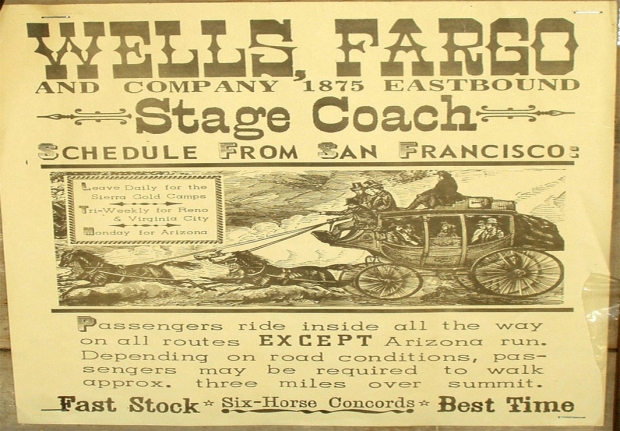 WELLS, FARGO
AND COMPANY 1875 EASTBOUND
Stage Coach
SCHEDULE FROM SAN FRANCISCO:
Leave Daily for the
Sierra Gold Camps
Tri-Weekly for Reno
& Virginia City
Monday for Arizona
Passengers ride inside all the way
on all routes EXCEPT Arizona run.
Depending on road conditions, pas-
sengers may be required to walk
approx. three miles over summit.
Fast Stock * Six-Horse Concords * Best Time